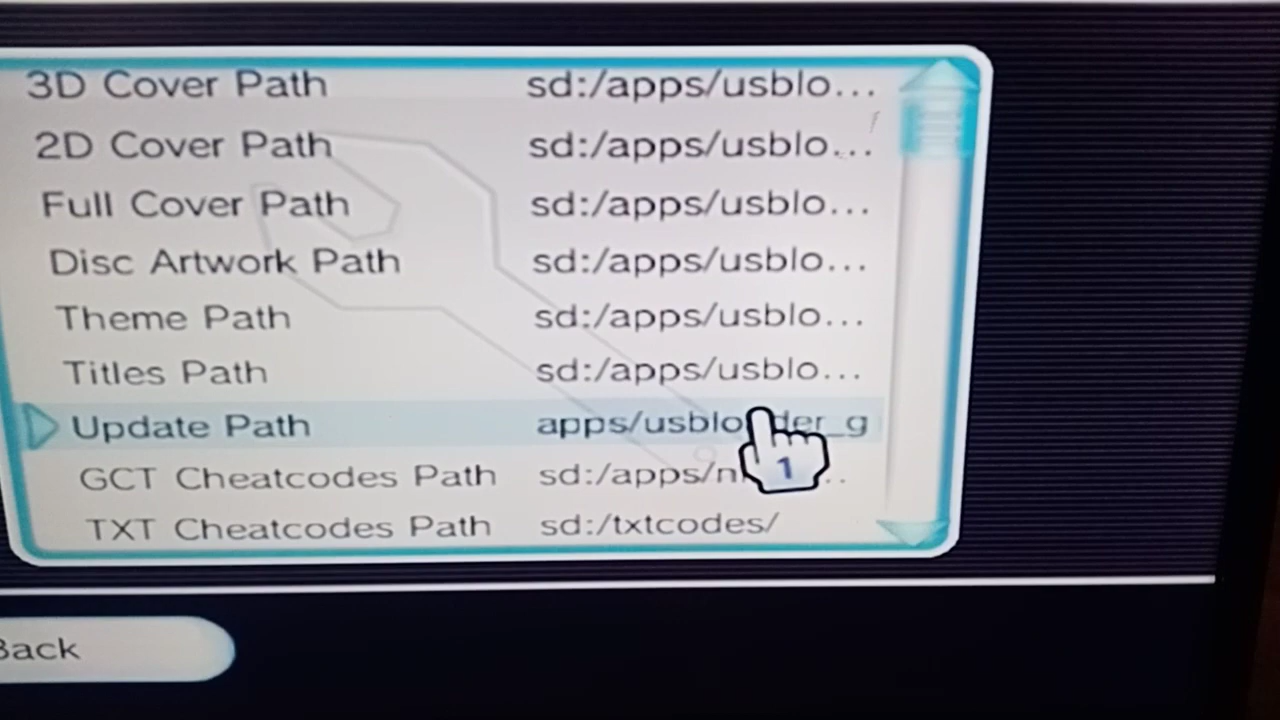 3D Cover Path sd:/apps/usblo...
2D Cover Path sd:/apps/usblo...
Full Cover Path sd:/apps/usblo...
Disc Artwork Path sd:/apps/usblo...
Theme Path sd:/apps/usblo...
Titles Path sd:/apps/usblo...
Update Path apps/usbloader_g
GCT Cheatcodes Path sd:/apps/n
TXT Cheatcodes Path sd:/txtcodes/
1
Back